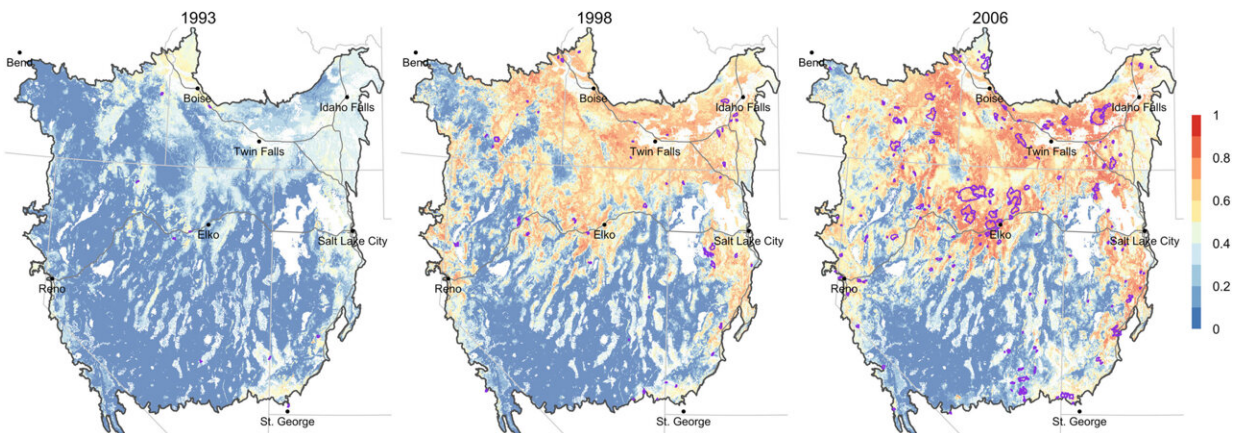 1993
Bend
Boise
Idaho Falls
Twin Falls
Elko
Salt Lake City
Reno
St. George
1998
Bend
Boise
Idaho Falls
Twin Falls
Elko
Salt Lake City
Reno
St. George
2006
Bend
Boise
Idaho Falls
Twin Falls
Elko
Salt Lake City
Reno
St. George
1
0.8
0.6
0.4
0.2
0